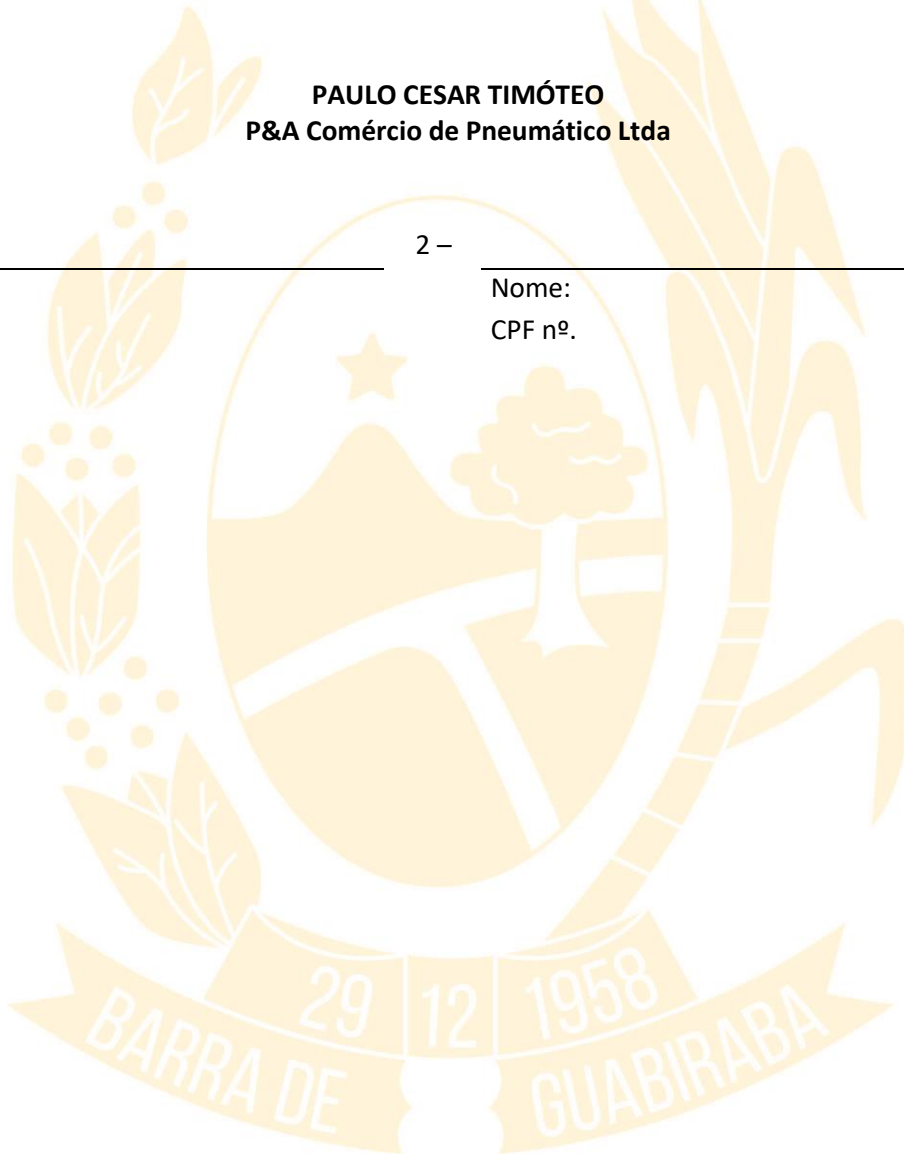 PAULO CESAR TIMÓTEO
P&A Comércio de Pneumático Ltda
2 –
Nome:
CPF nº.
29 12 1958
BARRA DE GUABIRABA